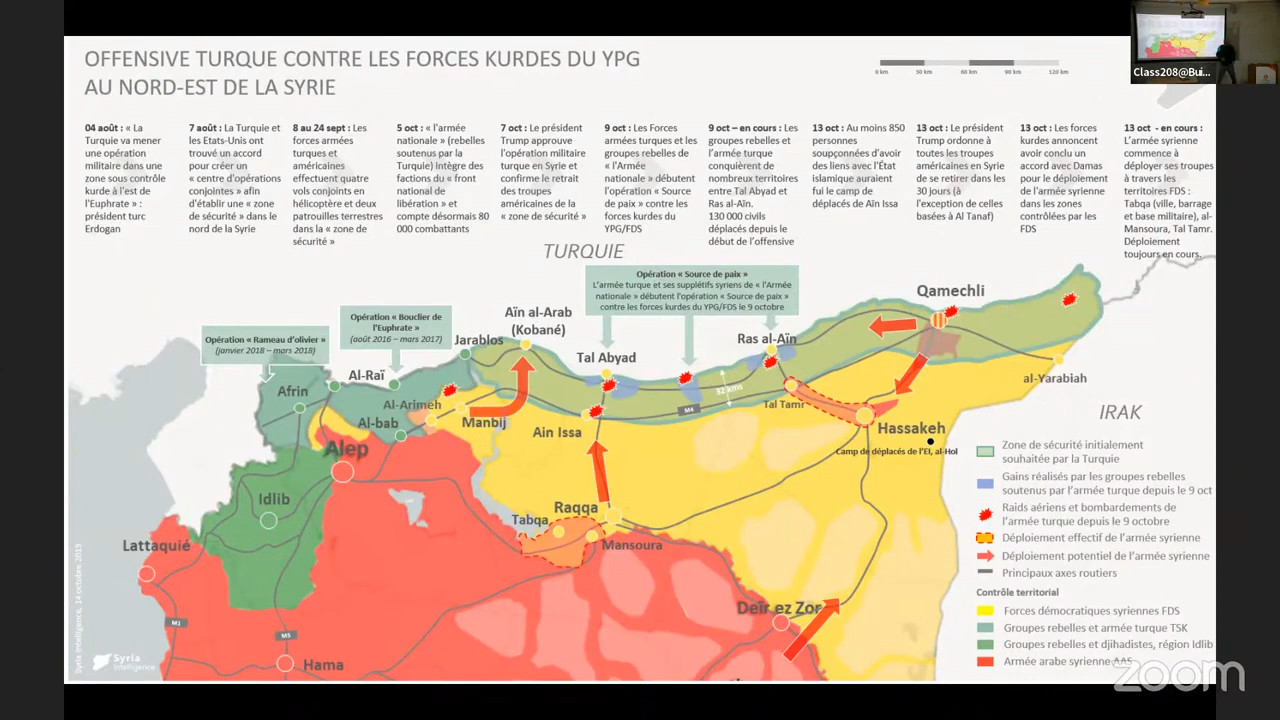 OFFENSIVE TURQUE CONTRE LES FORCES KURDES DU YPG
AU NORD-EST DE LA SYRIE
0 km
30 km
60 km
90 km
120 km
Class208@Bui...
04 août : « La
Turquie va mener
une opération
militaire dans une
zone sous contrôle
kurde à l'est de
l'Euphrate » :
président turc
Erdogan
7 août : La Turquie et
les Etats-Unis ont
trouvé un accord
pour créer un
« centre d'opérations
conjointes » afin
d'établir une « zone
de sécurité » dans le
nord de la Syrie
8 au 24 sept : Les
forces armées
turques et
américaines
effectuent quatre
vols conjoints en
hélicoptère et deux
patrouilles terrestres
dans la « zone de
sécurité »
5 oct : « l'armée
nationale » (rebelles
soutenus par la
Turquie) intègre des
factions du « front
national de
libération » et
compte désormais 80
000 combattants
7 oct : Le président
Trump approuve
l'opération militaire
turque en Syrie et
confirme le retrait
des troupes
américaines de la
« zone de sécurité »
9 oct : Les Forces
armées turques et les
groupes rebelles de
« l'Armée
nationale » débutent
l'opération « Source
de paix » contre les
forces kurdes du
YPG/FDS
9 oct – en cours : Les
groupes rebelles et
l'armée turque
conquièrent de
nombreux territoires
entre Tal Abyad et
Ras al-Aïn.
130 000 civils
déplacés depuis le
début de l'offensive
13 oct : Au moins 850
personnes
soupçonnées d'avoir
des liens avec l'État
islamique auraient
fui le camp de
déplacés de Aïn Issa
13 oct : Le président
Trump ordonne à
toutes les troupes
américaines en Syrie
de se retirer dans les
30 jours (à
l'exception de celles
basées à Al Tanaf)
13 oct : Les forces
kurdes annoncent
avoir conclu un
accord avec Damas
pour le déploiement
de l'armée syrienne
dans les zones
contrôlées par les
FDS
13 oct - en cours :
L'armée syrienne
commence à
déployer ses troupes
à travers les
territoires FDS :
Tabqa (ville, barrage
et base militaire), al-
Mansoura, Tal Tamr.
Déploiement
toujours en cours.
TURQUIE
Opération « Source de paix »
L'armée turque et ses supplétifs syriens de « l'Armée
nationale » débutent l'opération « Source de paix »
contre les forces kurdes du YPG/FDS le 9 octobre
Opération « Bouclier de
l'Euphrate »
(août 2016 – mars 2017)
Opération « Rameau d'olivier »
(janvier 2018 – mars 2018)
Qamechli
Aïn al-Arab
(Kobané)
Jarablos
Ras al-Aïn
Tal Abyad
Al-Raï
Afrin
al-Yarabiah
32 kms
Al-Arimeh
Tal Tamr
M4
Al-bab
Manbij
Ain Issa
Hassakeh
IRAK
Alep
Camp de déplacés de l'EI, al-Hol
Idlib
Raqqa
Tabqa
Mansoura
Lattaquié
Deïr ez Zor
M1
M5
Hama
Zone de sécurité initialement
souhaitée par la Turquie
Gains réalisés par les groupes rebelles
soutenus par l'armée turque depuis le 9 oct
Raids aériens et bombardements de
l'armée turque depuis le 9 octobre
Déploiement effectif de l'armée syrienne
Déploiement potentiel de l'armée syrienne
Principaux axes routiers
Contrôle territorial
Forces démocratiques syriennes FDS
Groupes rebelles et armée turque TSK
Groupes rebelles et djihadistes, région Idlib
Armée arabe syrienne AAS
Syria Intelligence, 14 octobre 2019
Syria
Intelligence
zoom